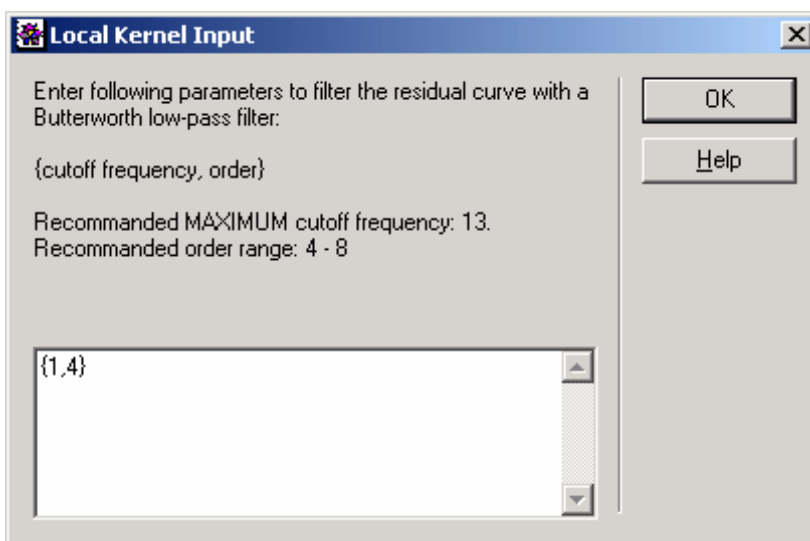 Local Kernel Input
Enter following parameters to filter the residual curve with a
Butterworth low-pass filter:
{cutoff frequency, order}
Recommanded MAXIMUM cutoff frequency: 13.
Recommanded order range: 4 - 8
{1,4}
OK
Help